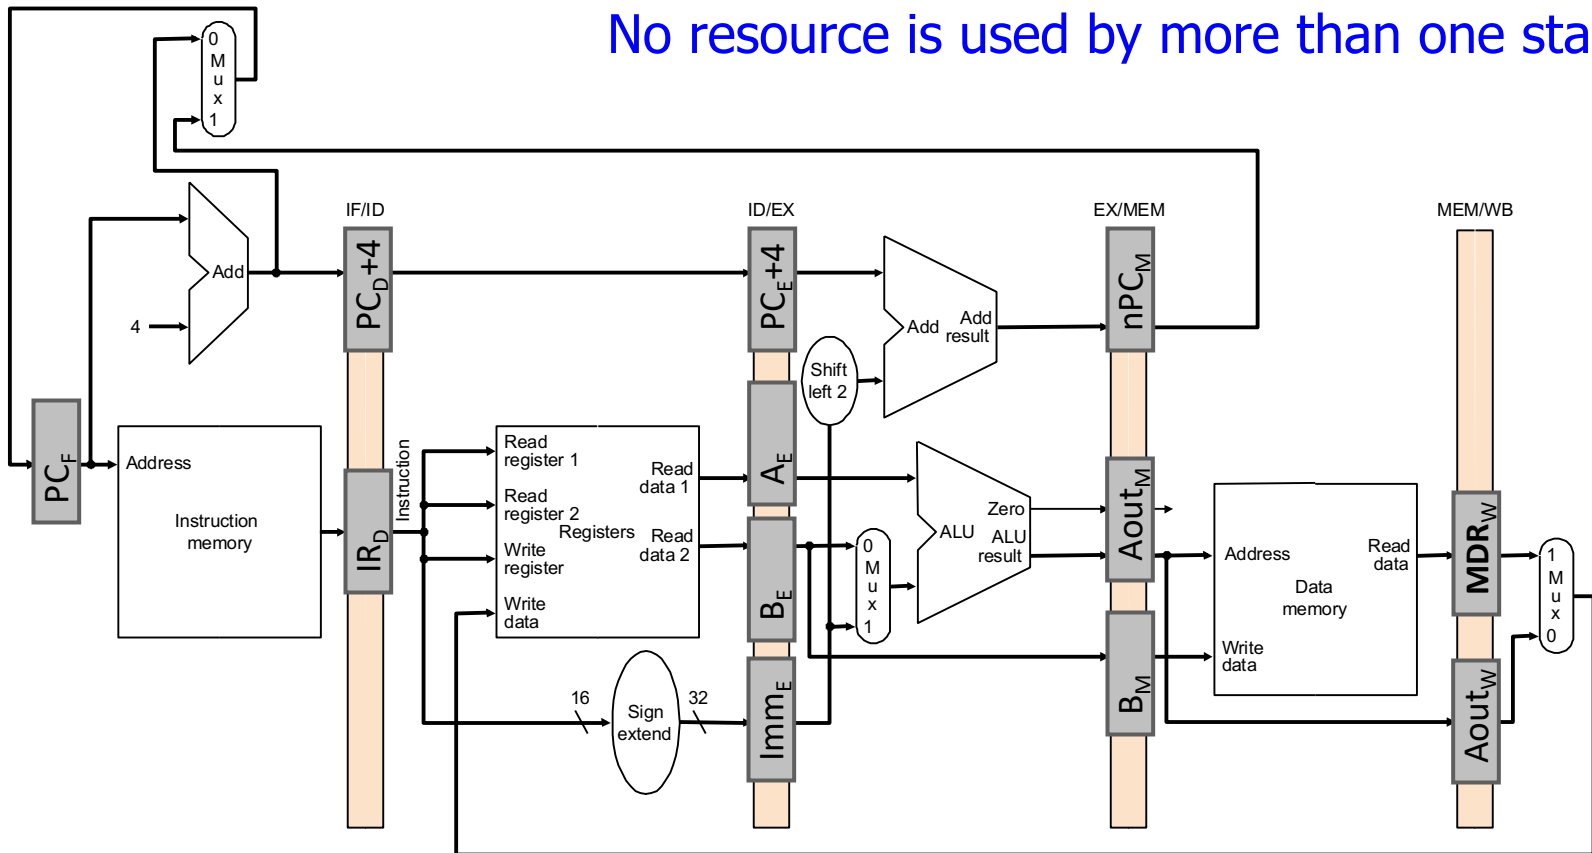 No resource is used by more than one sta
0
M
u
x
1
IF/ID
ID/EX
EX/MEM
MEM/WB
PCD+4
PCE+4
nPCM
Add
4
Add
Add
result
Shift
left 2
PCF
Address
Instruction
memory
IRD
Instruction
Read
register 1
Read
register 2
Write
register
Write
data
Registers
Read
data 1
Read
data 2
AE
BE
ImmE
16
Sign
extend
32
0
M
u
x
1
Zero
ALU
ALU
result
AoutM
BM
Address
Write
data
Data
memory
Read
data
MDRW
AoutW
1
M
u
x
0